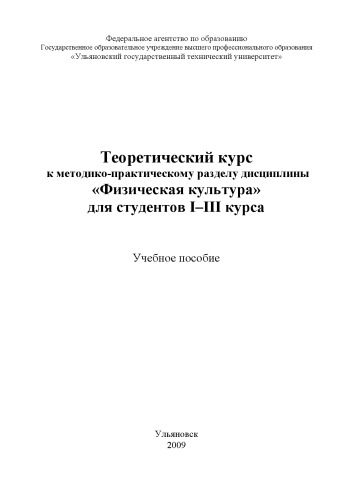 Федеральное агентство по образованию
Государственное образовательное учреждение высшего профессионального образования
«Ульяновский государственный технический университет»
Теоретический курс
к методико-практическому разделу дисциплины
«Физическая культура»
для студентов I–III курса
Учебное пособие
Ульяновск
2009